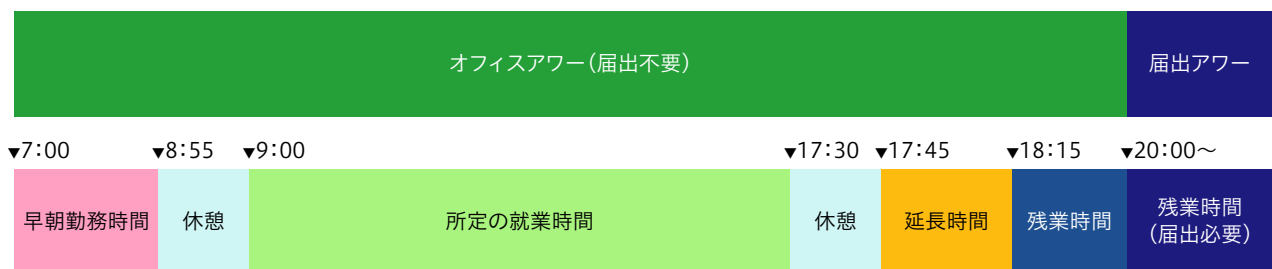 オフィスアワー（届出不要）
届出アワー
▼7：00
▼8：55
▼9：00
▼17：30
▼17：45
▼18：15
▼20：00～
早朝勤務時間
休憩
所定の就業時間
休憩
延長時間
残業時間
残業時間
（届出必要）